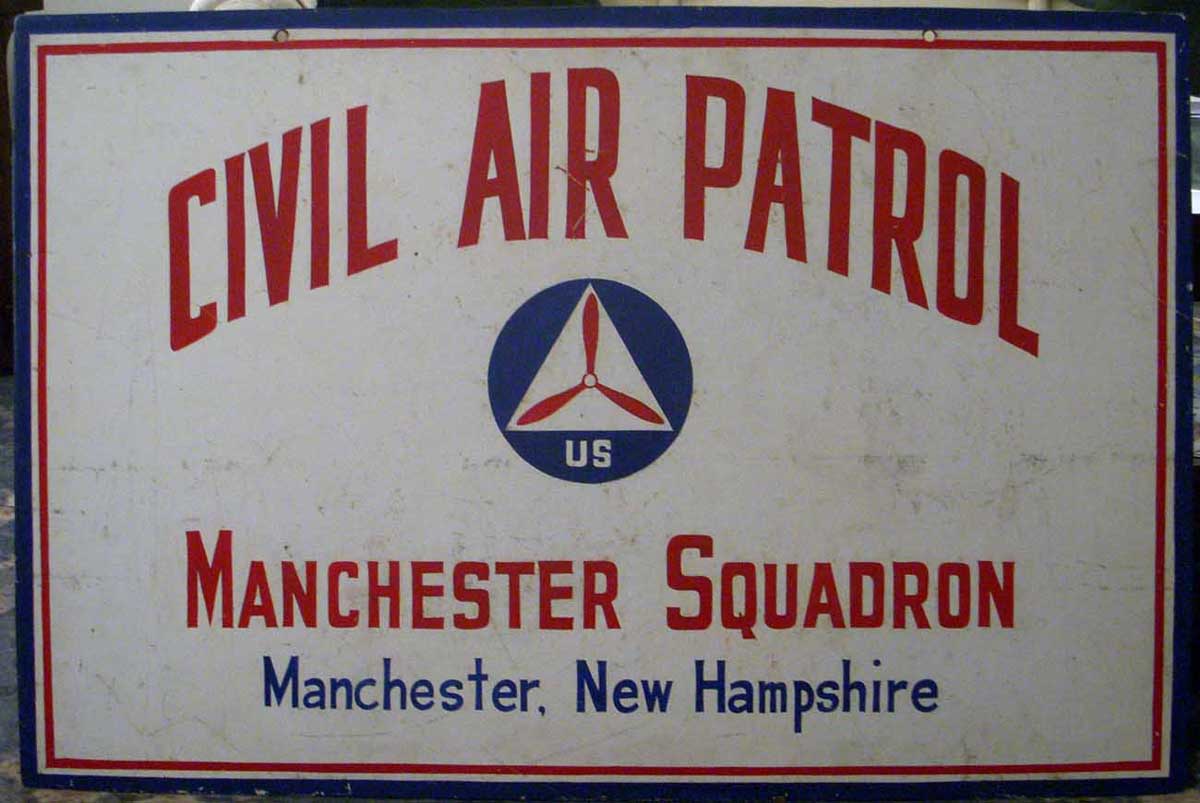 CIVIL AIR PATROL
US
MANCHESTER SQUADRON
Manchester, New Hampshire